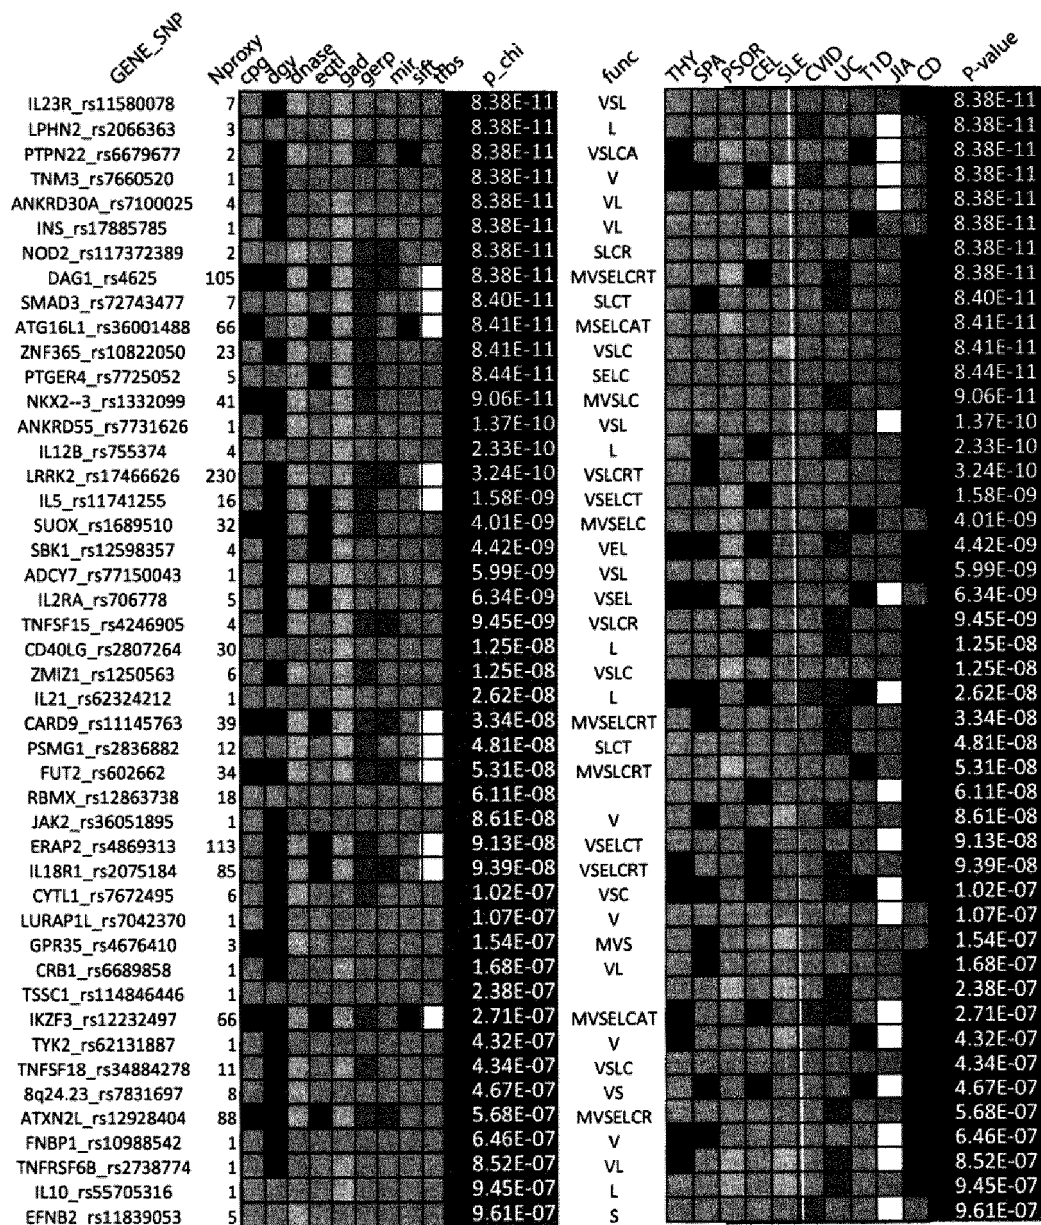 GENE_SNP Nproxy cpg dgy dnase eqtl gad gerp mir sift tfbs p_chi func THY SPA PSOR CEL SLE CVID UC T1D JIA CD P-value
IL23R_rs11580078 7 8.38E-11 VSL 8.38E-11
LPHN2_rs2066363 3 8.38E-11 L 8.38E-11
PTPN22_rs6679677 2 8.38E-11 VSLCA 8.38E-11
TNM3_rs7660520 1 8.38E-11 V 8.38E-11
ANKRD30A_rs7100025 4 8.38E-11 VL 8.38E-11
INS_rs17885785 1 8.38E-11 VL 8.38E-11
NOD2_rs117372389 2 8.38E-11 SLCR 8.38E-11
DAG1_rs4625 105 8.38E-11 MVSELCRT 8.38E-11
SMAD3_rs72743477 7 8.40E-11 SLCT 8.40E-11
ATG16L1_rs36001488 66 8.41E-11 MSELCAT 8.41E-11
ZNF365_rs10822050 23 8.41E-11 VSLC 8.41E-11
PTGER4_rs7725052 5 8.44E-11 SELC 8.44E-11
NKX2--3_rs1332099 41 9.06E-11 MVSLC 9.06E-11
ANKRD55_rs7731626 1 1.37E-10 VSL 1.37E-10
IL12B_rs755374 4 2.33E-10 L 2.33E-10
LRRK2_rs17466626 230 3.24E-10 VSLCRT 3.24E-10
IL5_rs11741255 16 1.58E-09 VSELCT 1.58E-09
SUOX_rs1689510 32 4.01E-09 MVSELC 4.01E-09
SBK1_rs12598357 4 4.42E-09 VEL 4.42E-09
ADCY7_rs77150043 1 5.99E-09 VSL 5.99E-09
IL2RA_rs706778 5 6.34E-09 VSEL 6.34E-09
TNFSF15_rs4246905 4 9.45E-09 VSLCR 9.45E-09
CD40LG_rs2807264 30 1.25E-08 L 1.25E-08
ZMIZ1_rs1250563 6 1.25E-08 VSLC 1.25E-08
IL21_rs62324212 1 2.62E-08 L 2.62E-08
CARD9_rs11145763 39 3.34E-08 MVSELCRT 3.34E-08
PSMG1_rs2836882 12 4.81E-08 SLCT 4.81E-08
FUT2_rs602662 34 5.31E-08 MVSLCRT 5.31E-08
RBMX_rs12863738 18 6.11E-08 6.11E-08
JAK2_rs36051895 1 8.61E-08 V 8.61E-08
ERAP2_rs4869313 113 9.13E-08 VSELCT 9.13E-08
IL18R1_rs2075184 85 9.39E-08 VSELCRT 9.39E-08
CYTL1_rs7672495 6 1.02E-07 VSC 1.02E-07
LURAP1L_rs7042370 1 1.07E-07 V 1.07E-07
GPR35_rs4676410 3 1.54E-07 MVS 1.54E-07
CRB1_rs6689858 1 1.68E-07 VL 1.68E-07
TSSC1_rs114846446 1 2.38E-07 2.38E-07
IKZF3_rs12232497 66 2.71E-07 MVSELCAT 2.71E-07
TYK2_rs62131887 1 4.32E-07 V 4.32E-07
TNFSF18_rs34884278 11 4.34E-07 VSLC 4.34E-07
8q24.23_rs7831697 8 4.67E-07 VS 4.67E-07
ATXN2L_rs12928404 88 5.68E-07 MVSELCR 5.68E-07
FNBP1_rs10988542 1 6.46E-07 V 6.46E-07
TNFRSF6B_rs2738774 1 8.52E-07 VL 8.52E-07
IL10_rs55705316 1 9.45E-07 L 9.45E-07
EFNB2_rs11839053 5 9.61E-07 S 9.61E-07